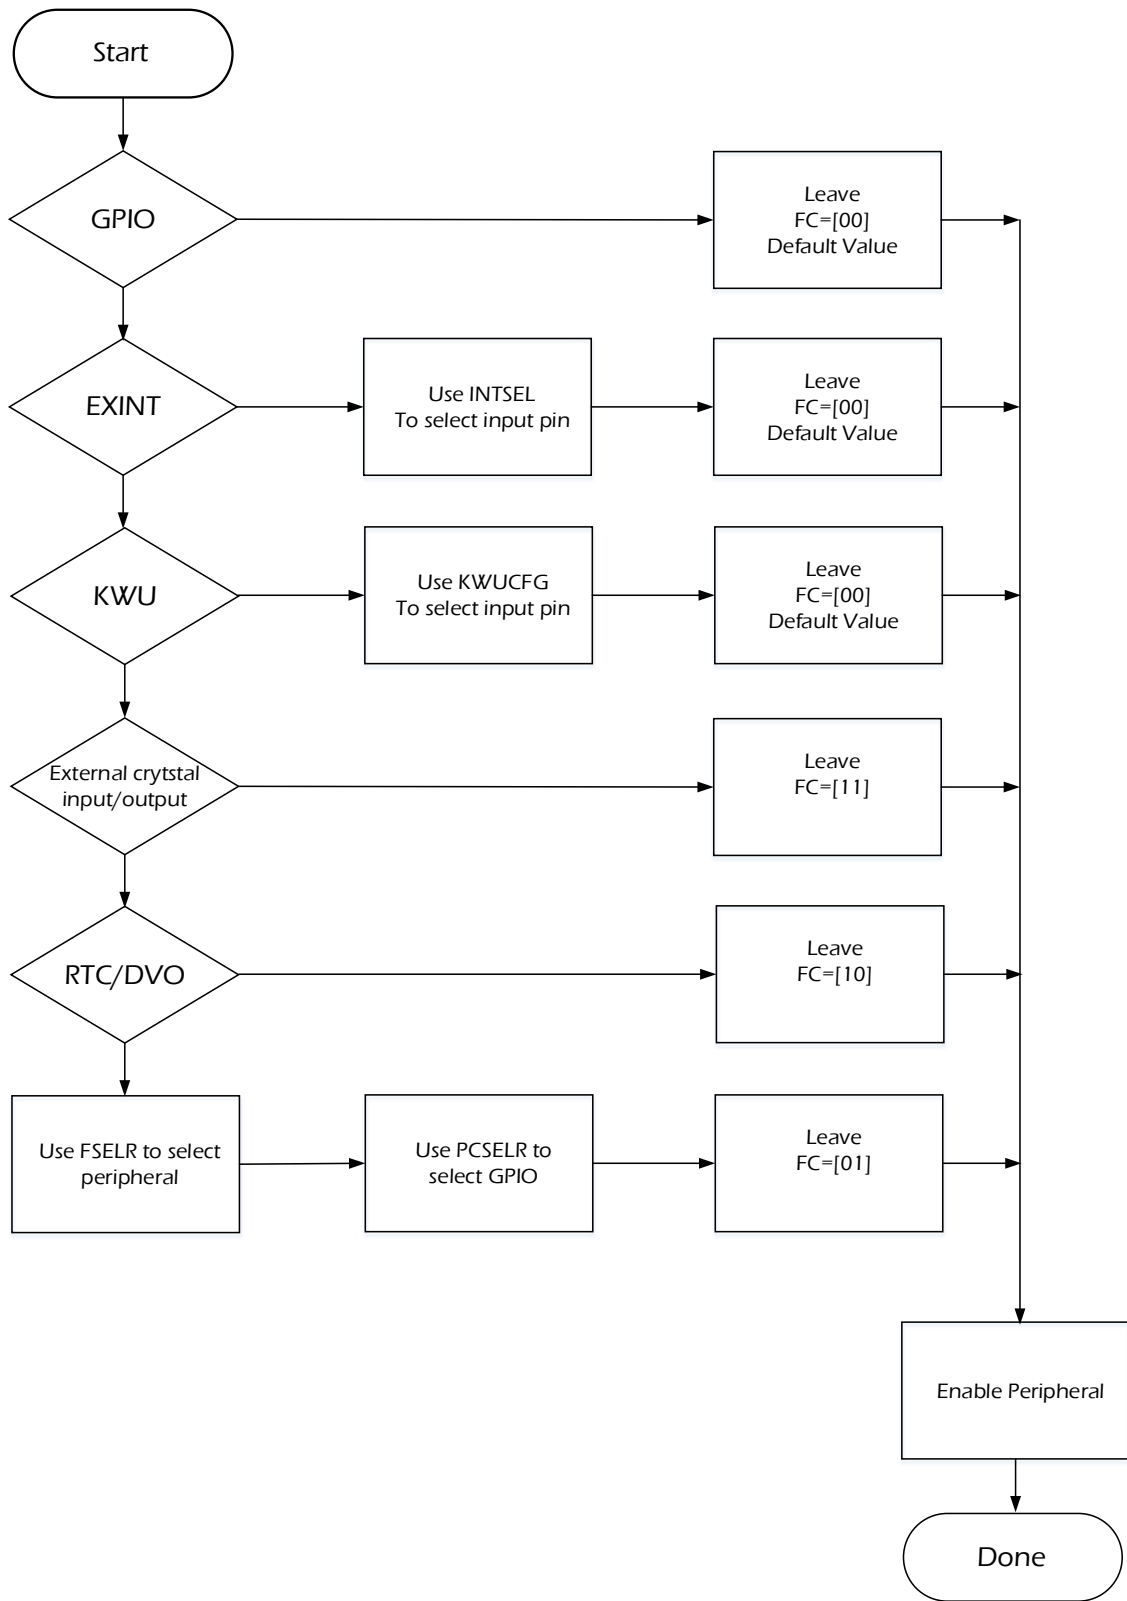 Start
GPIO
Leave
FC=[00]
Default Value
EXINT
Use INTSEL
To select input pin
Leave
FC=[00]
Default Value
KWU
Use KWUCFG
To select input pin
Leave
FC=[00]
Default Value
External crytstal
input/output
Leave
FC=[11]
RTC/DVO
Leave
FC=[10]
Use FSELR to select
peripheral
Use PCSELR to
select GPIO
Leave
FC=[01]
Enable Peripheral
Done